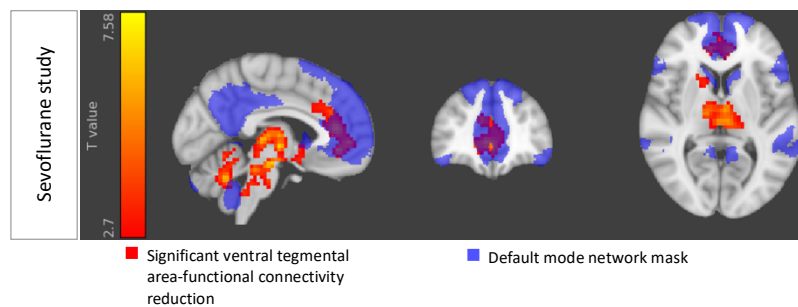 Sevoflurane study
7.58
T value
2.7
Significant ventral tegmental
area-functional connectivity
reduction
Default mode network mask